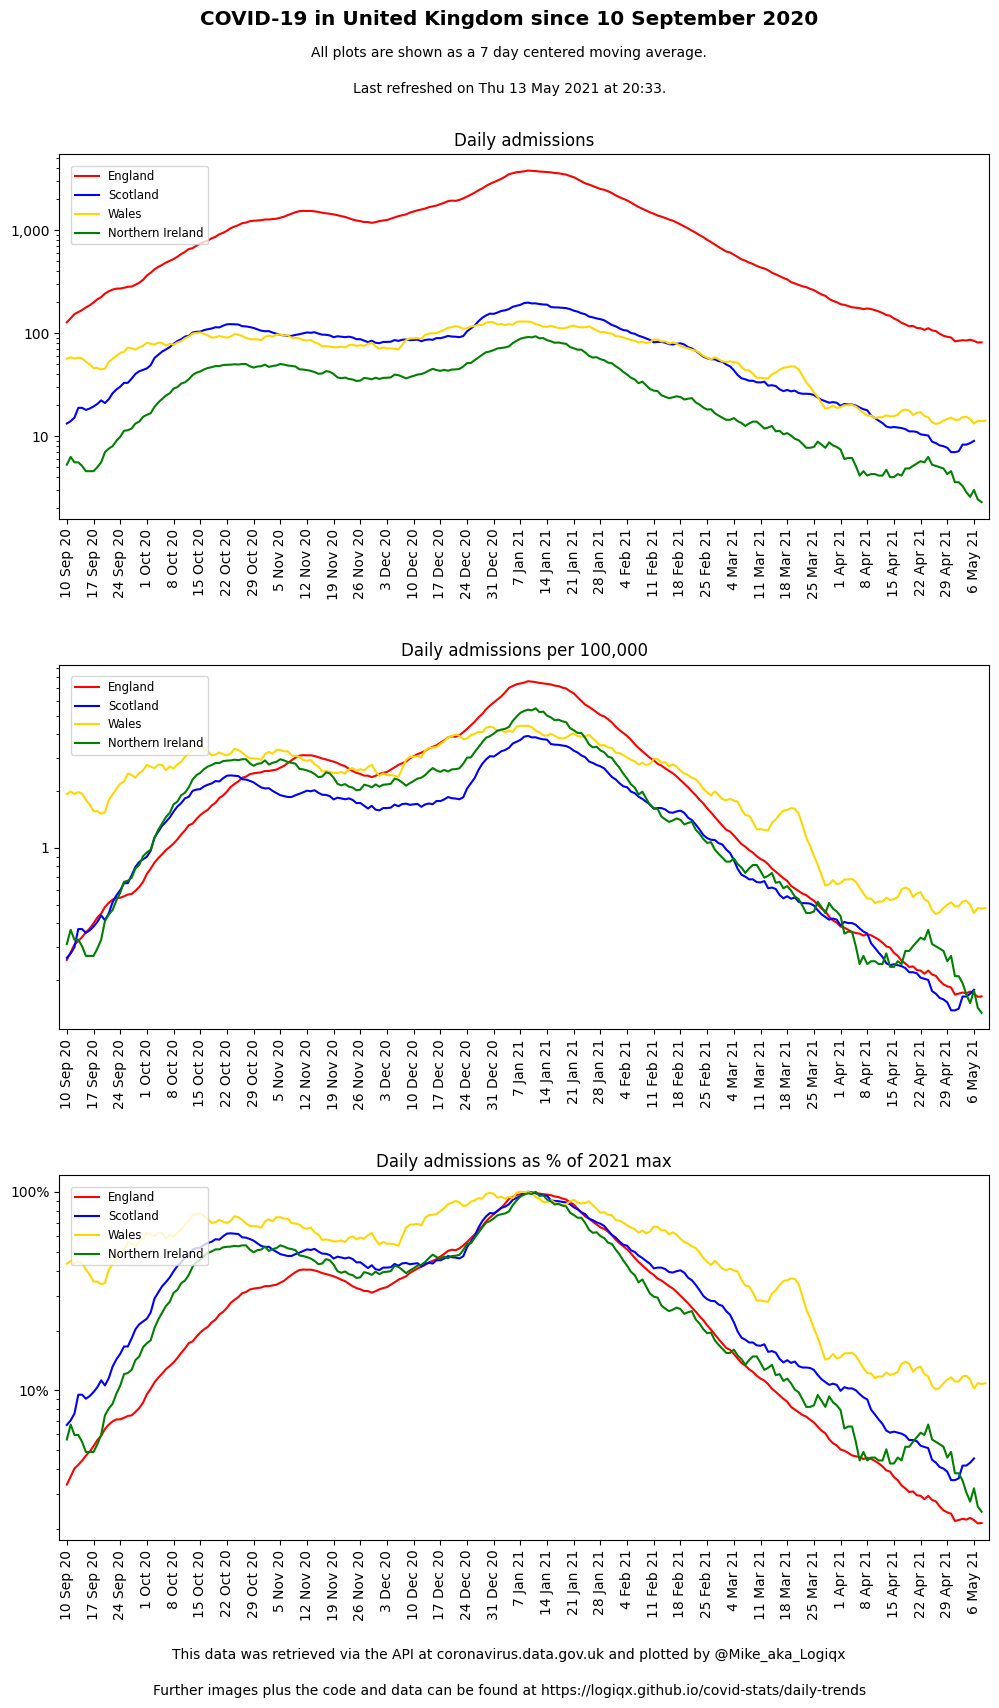 COVID-19 in United Kingdom since 10 September 2020
All plots are shown as a 7 day centered moving average.
Last refreshed on Thu 13 May 2021 at 20:33.
Daily admissions
England
Scotland
Wales
Northern Ireland
1,000
100
10
10 Sep 20
17 Sep 20
24 Sep 20
1 Oct 20
8 Oct 20
15 Oct 20
22 Oct 20
29 Oct 20
5 Nov 20
12 Nov 20
19 Nov 20
26 Nov 20
3 Dec 20
10 Dec 20
17 Dec 20
24 Dec 20
31 Dec 20
7 Jan 21
14 Jan 21
21 Jan 21
28 Jan 21
4 Feb 21
11 Feb 21
18 Feb 21
25 Feb 21
4 Mar 21
11 Mar 21
18 Mar 21
25 Mar 21
1 Apr 21
8 Apr 21
15 Apr 21
22 Apr 21
29 Apr 21
6 May 21
Daily admissions per 100,000
England
Scotland
Wales
Northern Ireland
1
10 Sep 20
17 Sep 20
24 Sep 20
1 Oct 20
8 Oct 20
15 Oct 20
22 Oct 20
29 Oct 20
5 Nov 20
12 Nov 20
19 Nov 20
26 Nov 20
3 Dec 20
10 Dec 20
17 Dec 20
24 Dec 20
31 Dec 20
7 Jan 21
14 Jan 21
21 Jan 21
28 Jan 21
4 Feb 21
11 Feb 21
18 Feb 21
25 Feb 21
4 Mar 21
11 Mar 21
18 Mar 21
25 Mar 21
1 Apr 21
8 Apr 21
15 Apr 21
22 Apr 21
29 Apr 21
6 May 21
Daily admissions as % of 2021 max
100%
England
Scotland
Wales
Northern Ireland
10%
10 Sep 20
17 Sep 20
24 Sep 20
1 Oct 20
8 Oct 20
15 Oct 20
22 Oct 20
29 Oct 20
5 Nov 20
12 Nov 20
19 Nov 20
26 Nov 20
3 Dec 20
10 Dec 20
17 Dec 20
24 Dec 20
31 Dec 20
7 Jan 21
14 Jan 21
21 Jan 21
28 Jan 21
4 Feb 21
11 Feb 21
18 Feb 21
25 Feb 21
4 Mar 21
11 Mar 21
18 Mar 21
25 Mar 21
1 Apr 21
8 Apr 21
15 Apr 21
22 Apr 21
29 Apr 21
6 May 21
This data was retrieved via the API at coronavirus.data.gov.uk and plotted by @Mike_aka_Logiqx
Further images plus the code and data can be found at https://logiqx.github.io/covid-stats/daily-trends